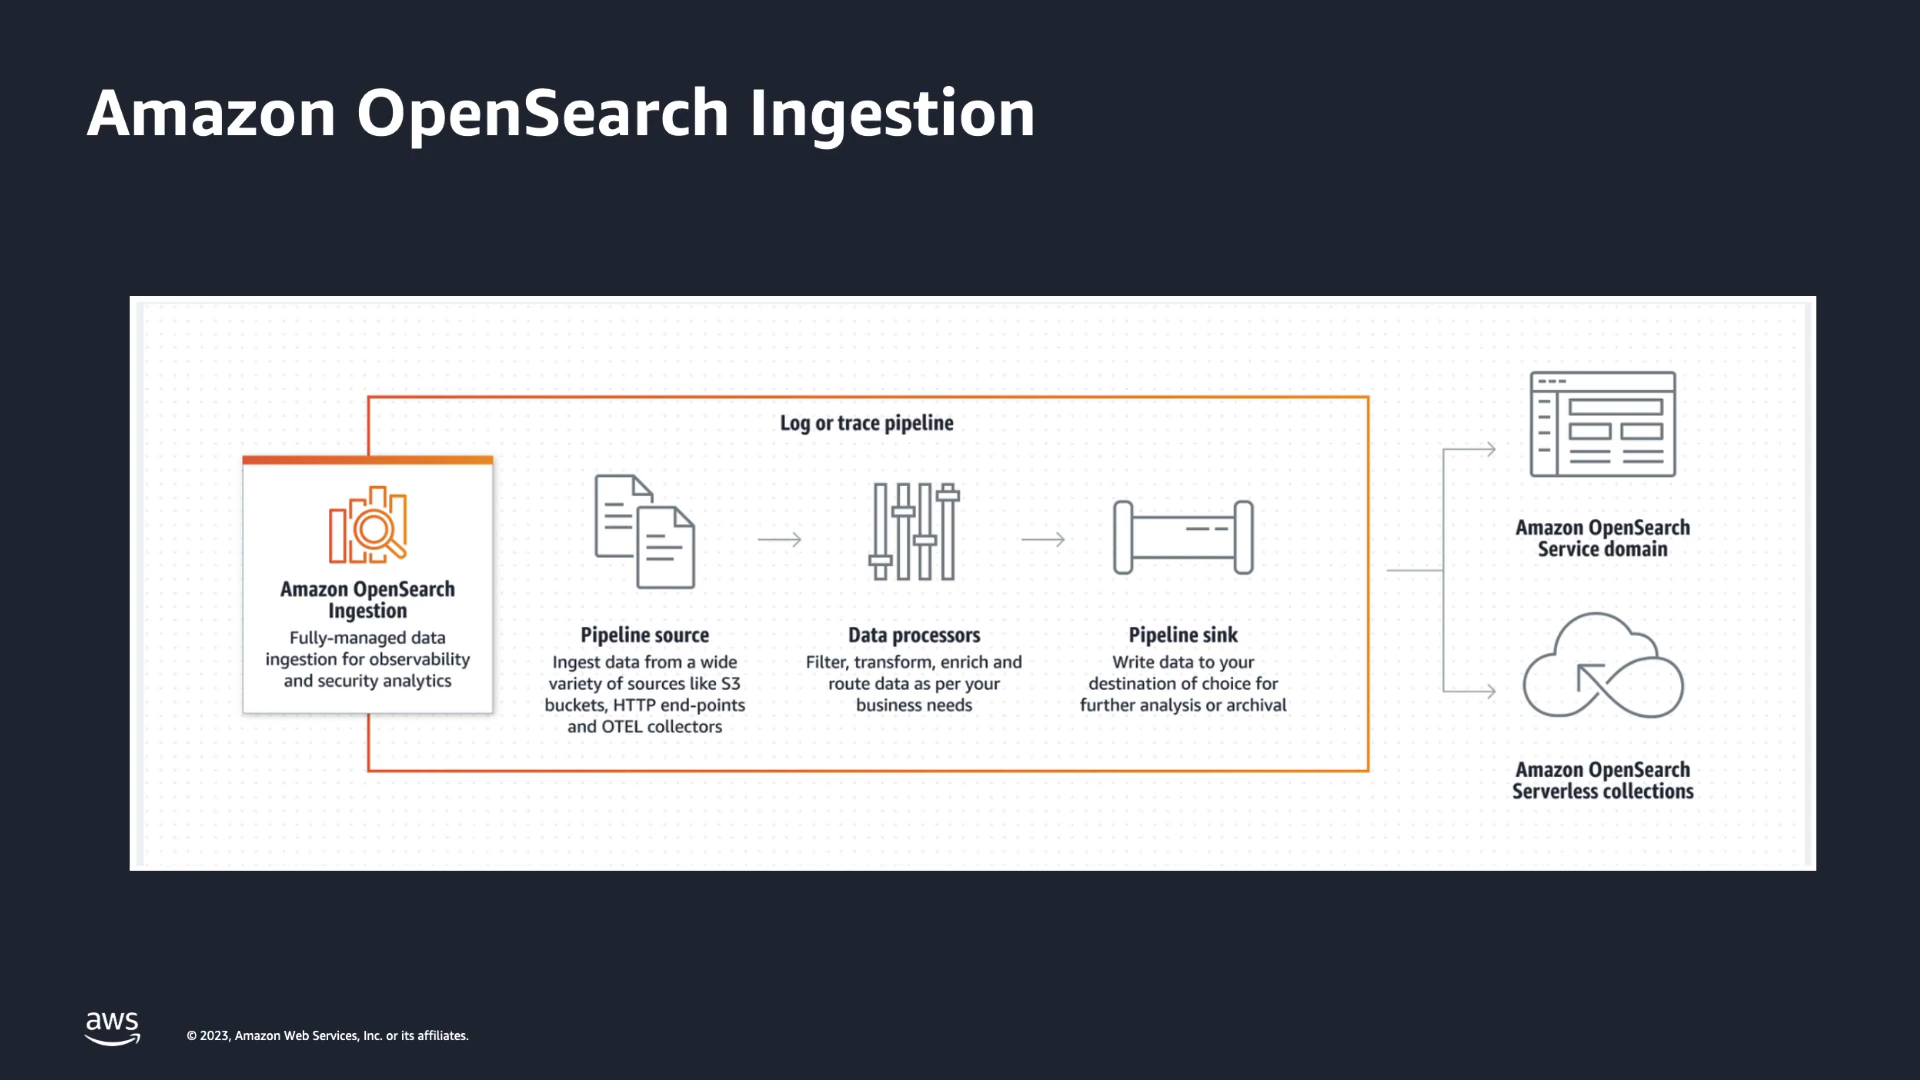 Amazon OpenSearch Ingestion
Log or trace pipeline
Amazon OpenSearch
Ingestion
Fully-managed data
ingestion for observability
and security analytics
Pipeline source
Ingest data from a wide
variety of sources like S3
buckets, HTTP end-points
and OTEL collectors
Data processors
Filter, transform, enrich and
route data as per your
business needs
Pipeline sink
Write data to your
destination of choice for
further analysis or archival
Amazon OpenSearch
Service domain
Amazon OpenSearch
Serverless collections
aws
© 2023, Amazon Web Services, Inc. or its affiliates.